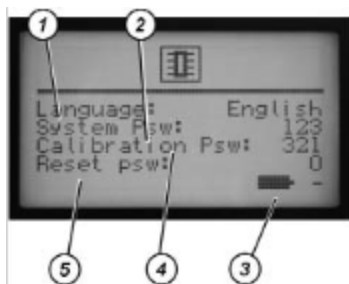 1 2
Language: English
System Psw: 123
Calibration Psw: 321
Reset psw: 0
-
5 4 3